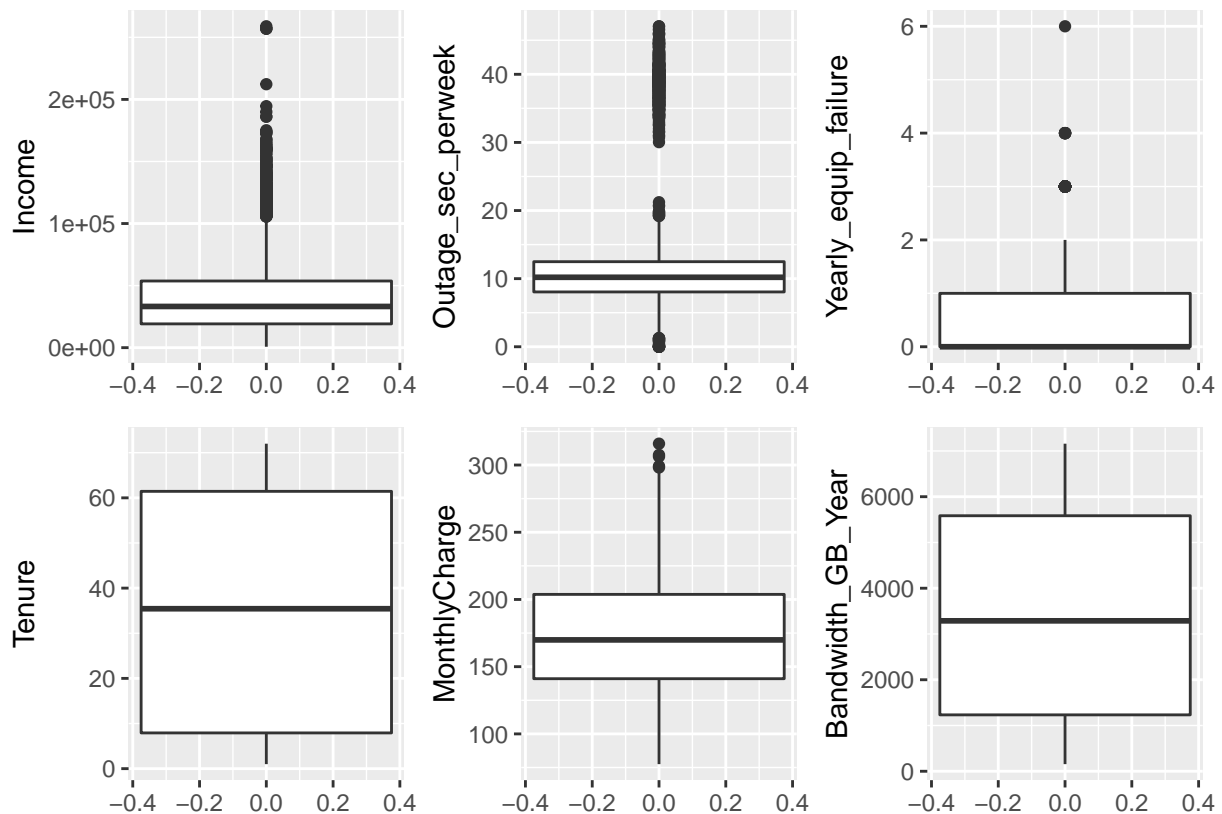 Income
2e+05
1e+05
0e+00
−0.4 −0.2 0.0 0.2 0.4
Outage_sec_perweek
40
30
20
10
0
−0.4 −0.2 0.0 0.2 0.4
Yearly_equip_failure
6
4
2
0
−0.4 −0.2 0.0 0.2 0.4
Tenure
60
40
20
0
−0.4 −0.2 0.0 0.2 0.4
MonthlyCharge
300
250
200
150
100
−0.4 −0.2 0.0 0.2 0.4
Bandwidth_GB_Year
6000
4000
2000
0
−0.4 −0.2 0.0 0.2 0.4